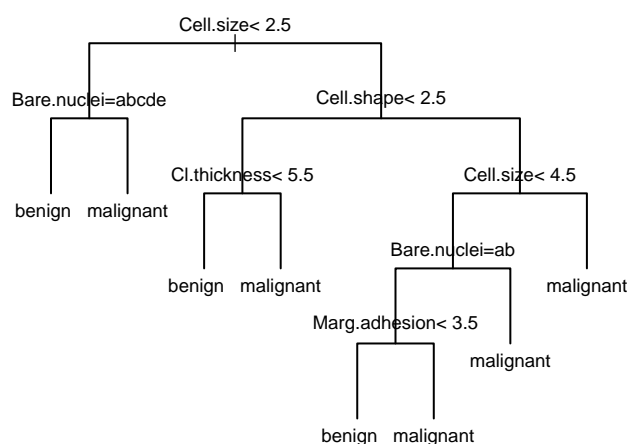 Cell.size< 2.5
Bare.nuclei=abcde
Cell.shape< 2.5
Cl.thickness< 5.5
Cell.size< 4.5
benign malignant
Bare.nuclei=ab
benign malignant
malignant
Marg.adhesion< 3.5
malignant
benign malignant